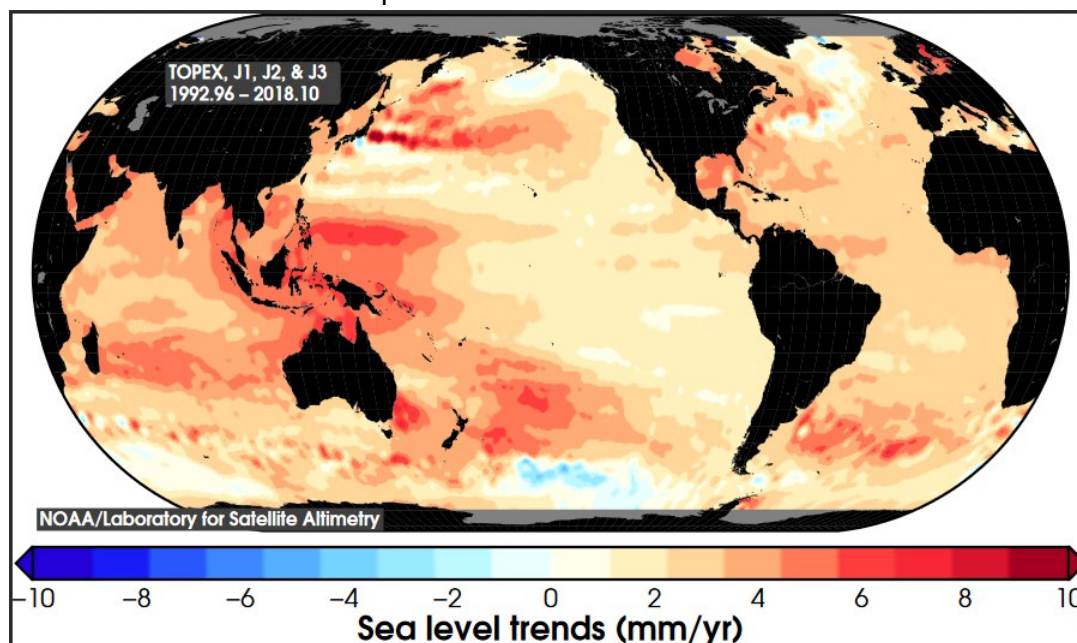 TOPEX, J1, J2, & J3
1992.96 – 2018.10
NOAA/Laboratory for Satellite Altimetry
−10 −8 −6 −4 −2 0 2 4 6 8 10
Sea level trends (mm/yr)